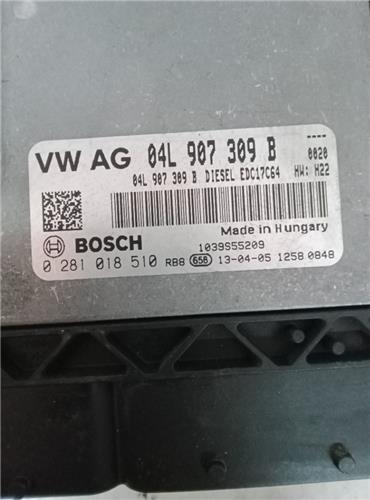 ----
VW AG 04L 907 309 B 0020
04L 907 309 B DIESEL EDC17C64 HW: H22
Made in Hungary
BOSCH 1039S55209
0 281 018 510 RB8 658 13-04-05 1258 0848